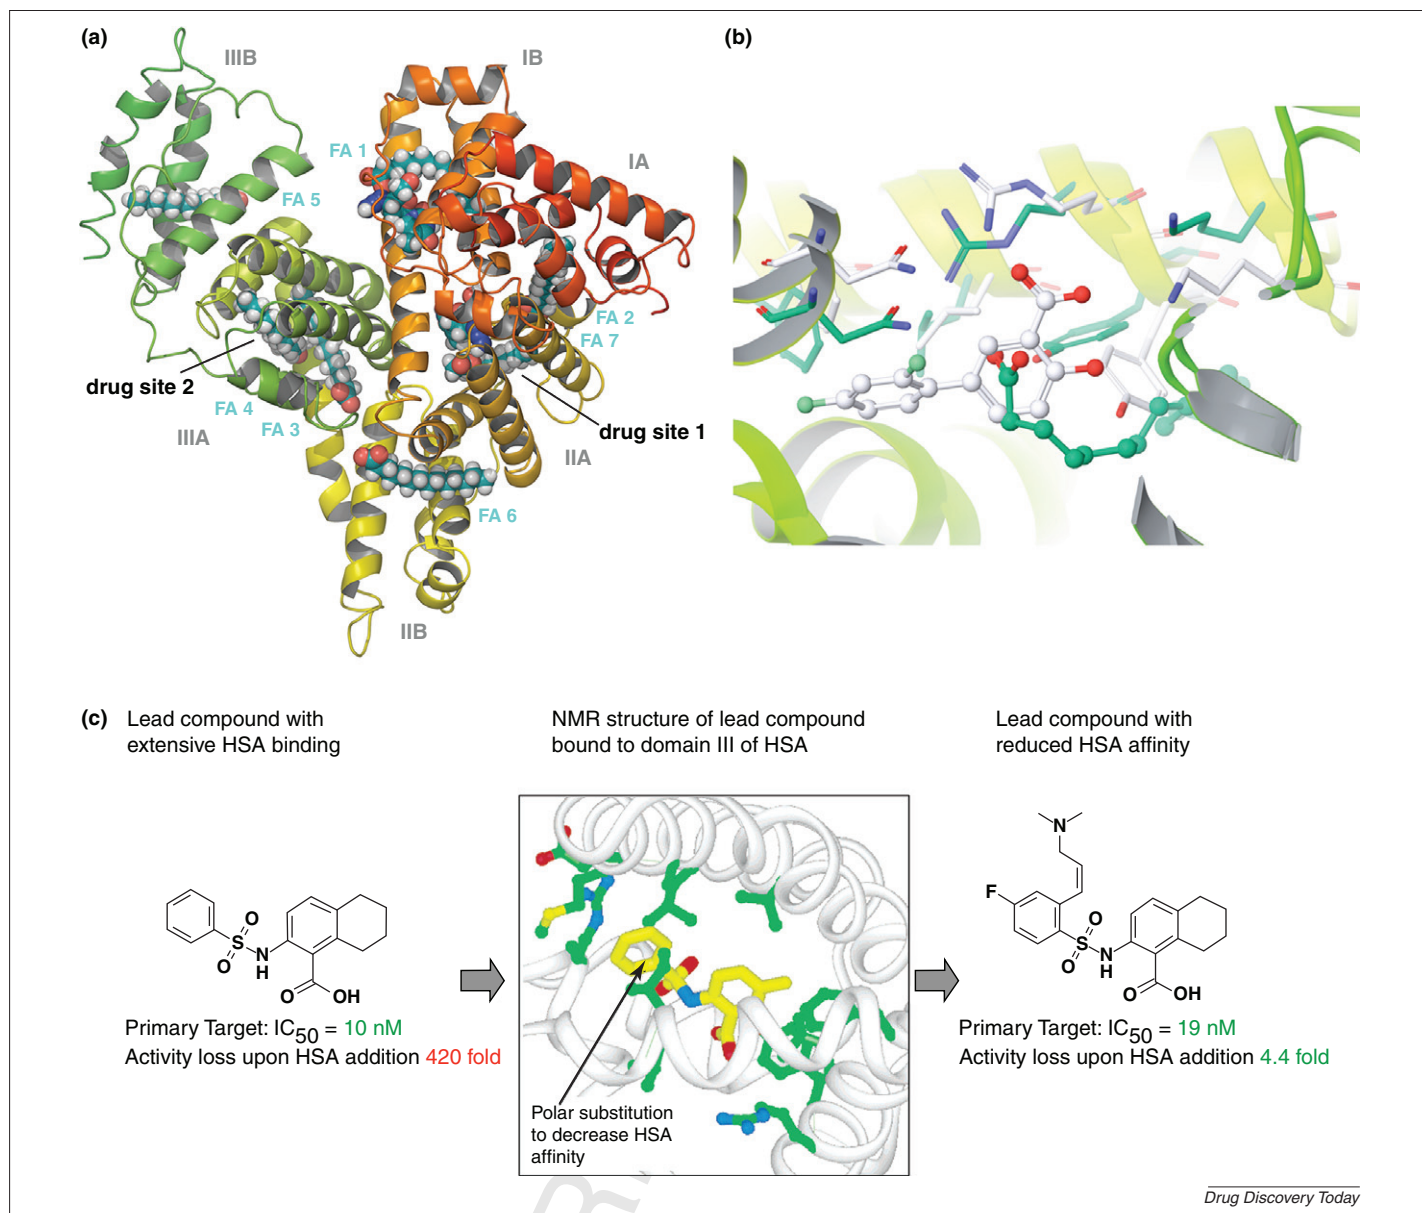 (a)
IIIB
IB
(b)
FA 1
IA
FA 5
FA 2
FA 7
drug site 2
FA 4
drug site 1
IIIA
FA 3
IIA
FA 6
IIB
(c) Lead compound with
extensive HSA binding
NMR structure of lead compound
bound to domain III of HSA
Lead compound with
reduced HSA affinity
O
S
O
N
H
O
OH
Primary Target: IC50 = 10 nM
Activity loss upon HSA addition 420 fold
Polar substitution
to decrease HSA
affinity
N
F
O
S
O
N
H
O
OH
Primary Target: IC50 = 19 nM
Activity loss upon HSA addition 4.4 fold
Drug Discovery Today